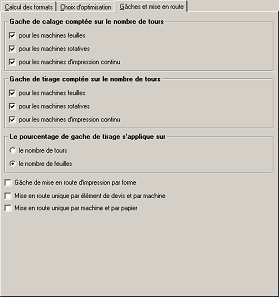 Calcul des formats
Choix d'optimisation
Gâches et mise en route
Gache de calage comptée sur le nombre de tours
pour les machines feuilles
pour les machines rotatives
pour les machines d'impression continu
Gache de tirage comptée sur le nombre de tours
pour les machines feuilles
pour les machines rotatives
pour les machines d'impression continu
Le pourcentage de gache de tirage s'applique sur
le nombre de tours
le nombre de feuilles
Gâche de mise en route d'impression par forme
Mise en route unique par élément de devis et par machine
Mise en route unique par machine et par papier